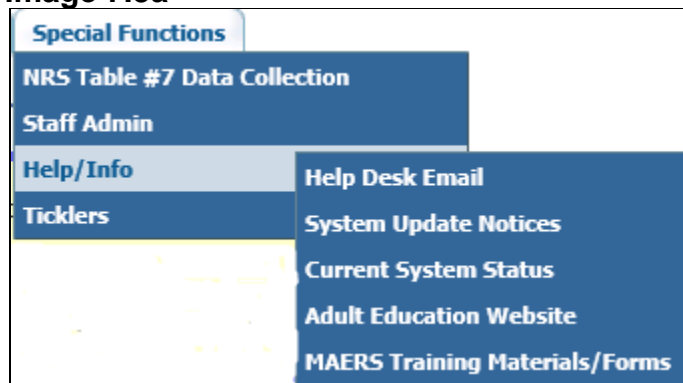 Special Functions
NRS Table #7 Data Collection
Staff Admin
Help/Info
Ticklers
Help Desk Email
System Update Notices
Current System Status
Adult Education Website
MAERS Training Materials/Forms